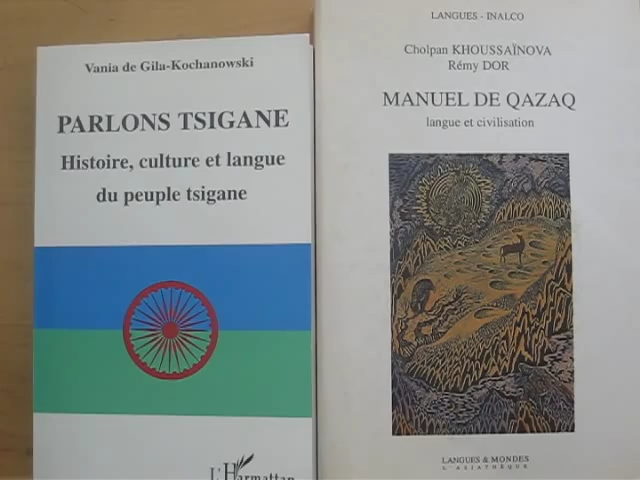 Vania de Gila-Kochanowski
PARLONS TSIGANE
Histoire, culture et langue
du peuple tsigane
L'Harmattan
LANGUES - INALCO
Cholpan KHOUSSAÏNOVA
Rémy DOR
MANUEL DE QAZAQ
langue et civilisation
LANGUES & MONDES
L'ASIATHÈQUE